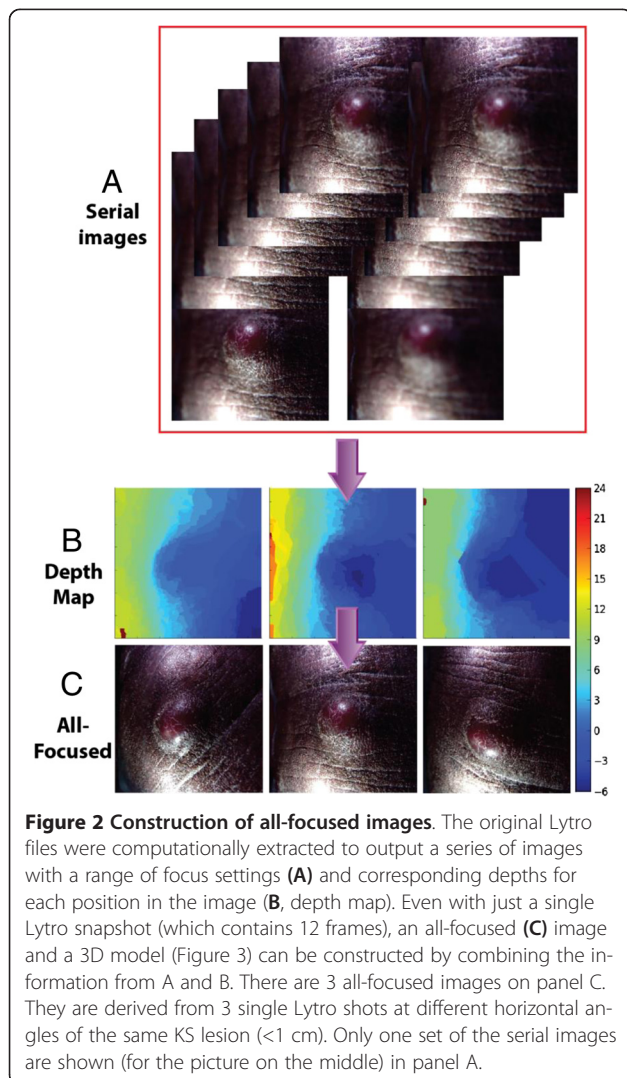 A
Serial
images
B
Depth
Map
24
21
18
15
12
9
6
3
0
−3
−6
C
All-
Focused
Figure 2 Construction of all-focused images. The original Lytro
files were computationally extracted to output a series of images
with a range of focus settings (A) and corresponding depths for
each position in the image (B, depth map). Even with just a single
Lytro snapshot (which contains 12 frames), an all-focused (C) image
and a 3D model (Figure 3) can be constructed by combining the in-
formation from A and B. There are 3 all-focused images on panel C.
They are derived from 3 single Lytro shots at different horizontal an-
gles of the same KS lesion (<1 cm). Only one set of the serial images
are shown (for the picture on the middle) in panel A.